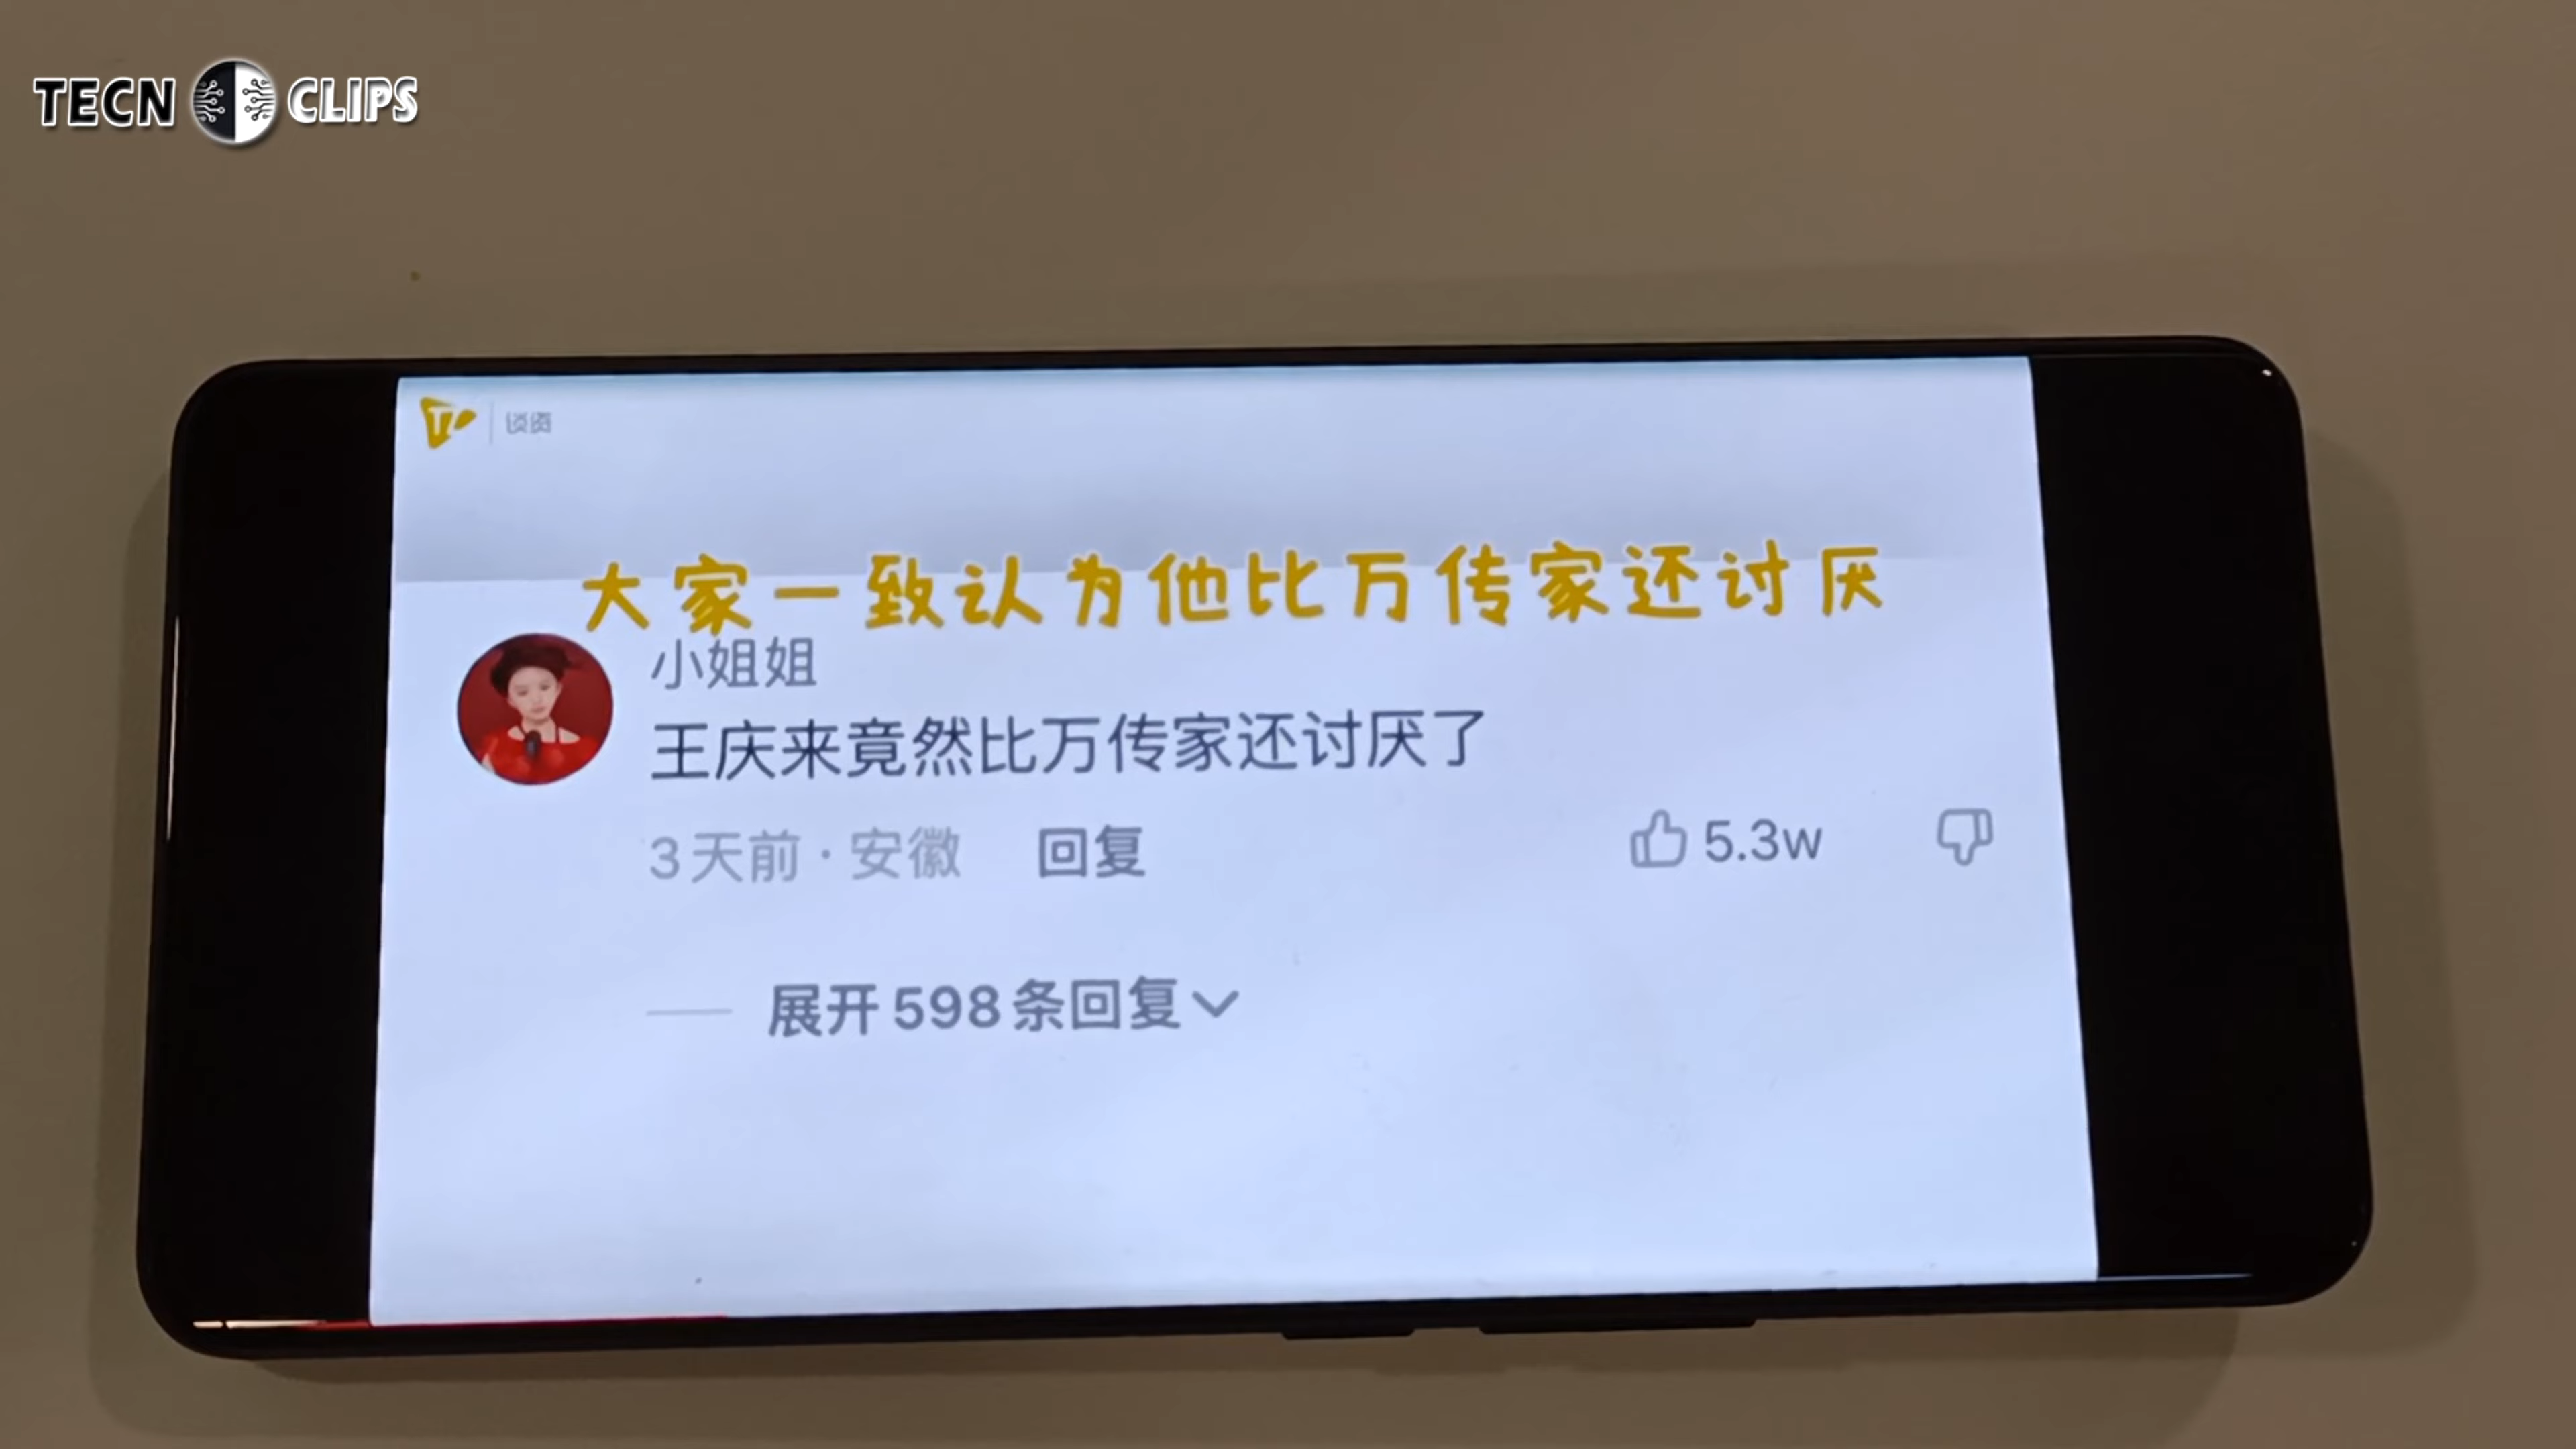 TECN CLIPS
谈资
大家一致认为他比万传家还讨厌
小姐姐
王庆来竟然比万传家还讨厌了
3天前·安徽 回复 5.3w
展开598条回复